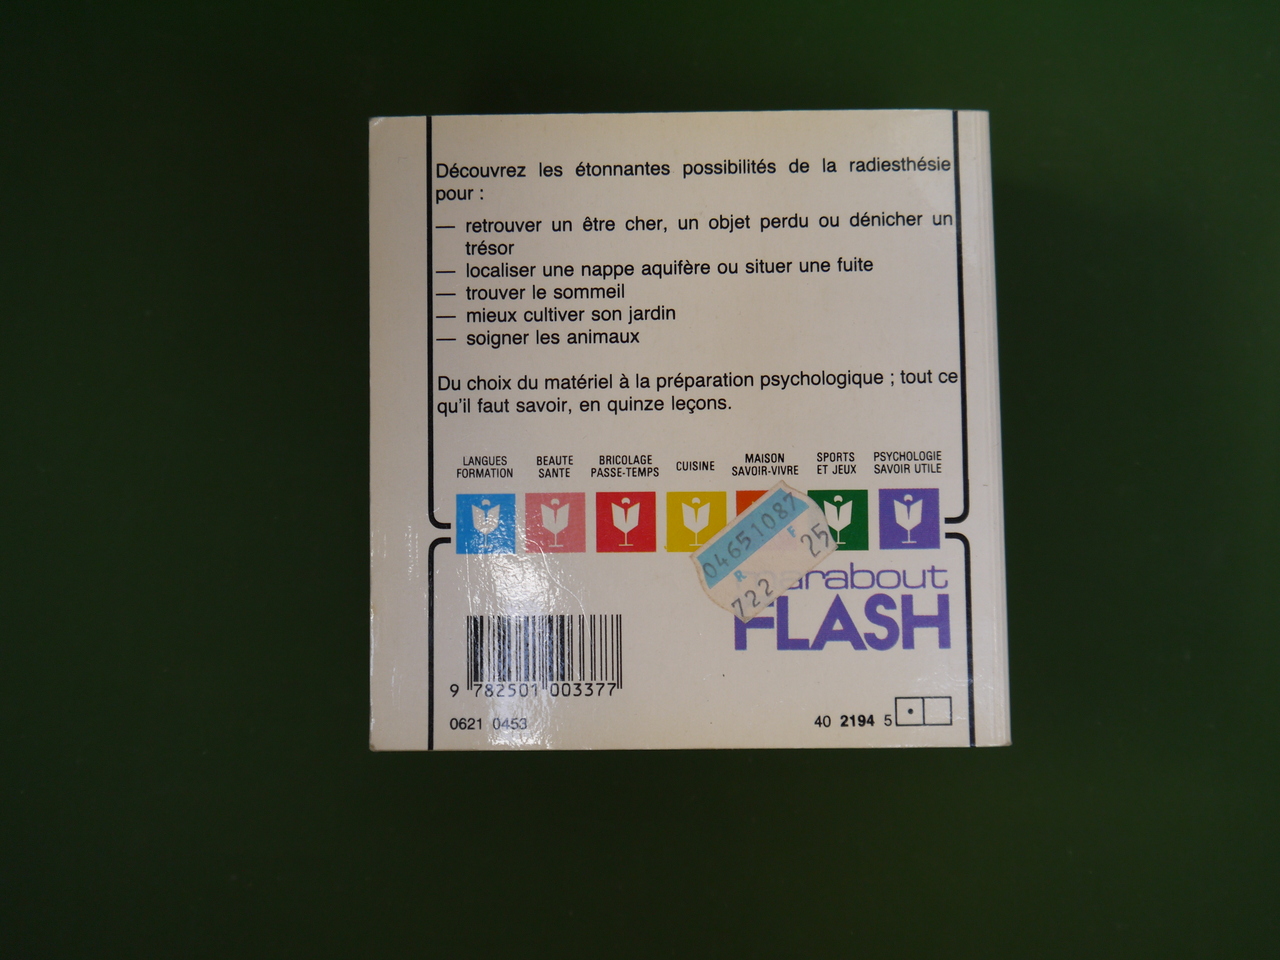 Découvrez les étonnantes possibilités de la radiesthésie
pour :
— retrouver un être cher, un objet perdu ou dénicher un
trésor
— localiser une nappe aquifère ou situer une fuite
— trouver le sommeil
— mieux cultiver son jardin
— soigner les animaux
Du choix du matériel à la préparation psychologique ; tout ce
qu'il faut savoir, en quinze leçons.
LANGUES FORMATION
BEAUTE SANTE
BRICOLAGE PASSE-TEMPS
CUISINE
MAISON SAVOIR-VIVRE
SPORTS ET JEUX
PSYCHOLOGIE SAVOIR UTILE
04651087
F 25
R
722
marabout
FLASH
9 782501 003377
0621 0453
40 2194 5